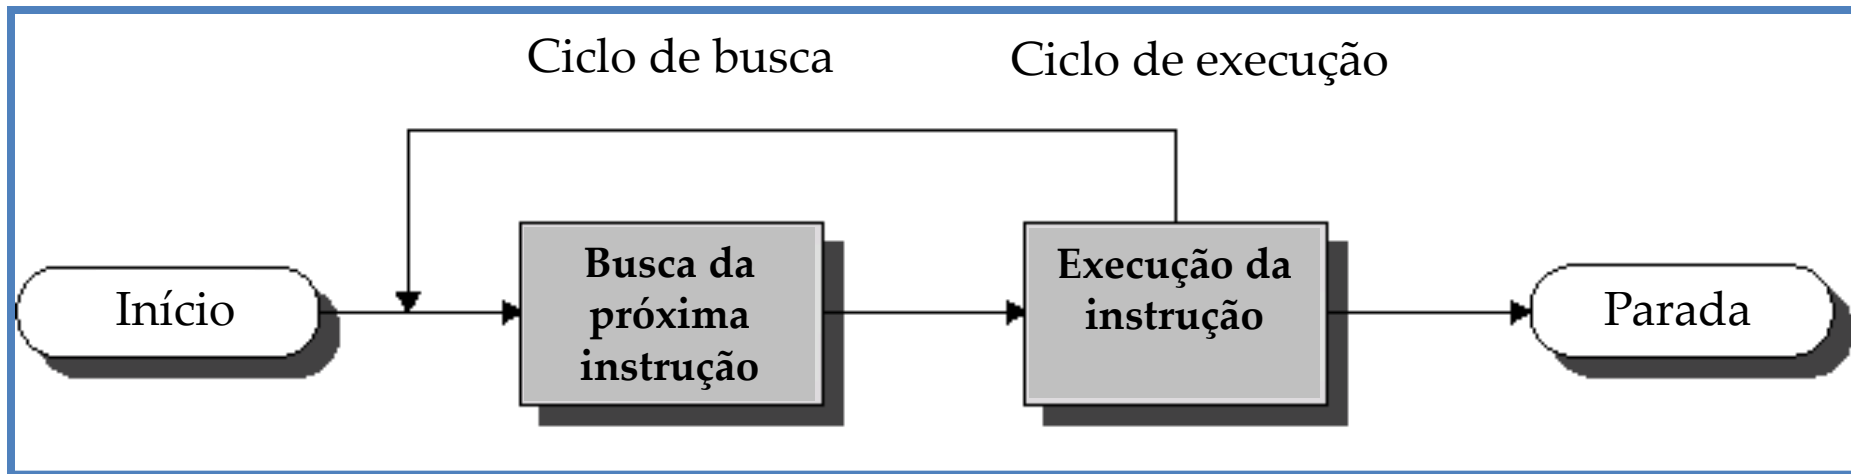 Ciclo de busca
Ciclo de execução
Início
Busca da
próxima
instrução
Execução da
instrução
Parada